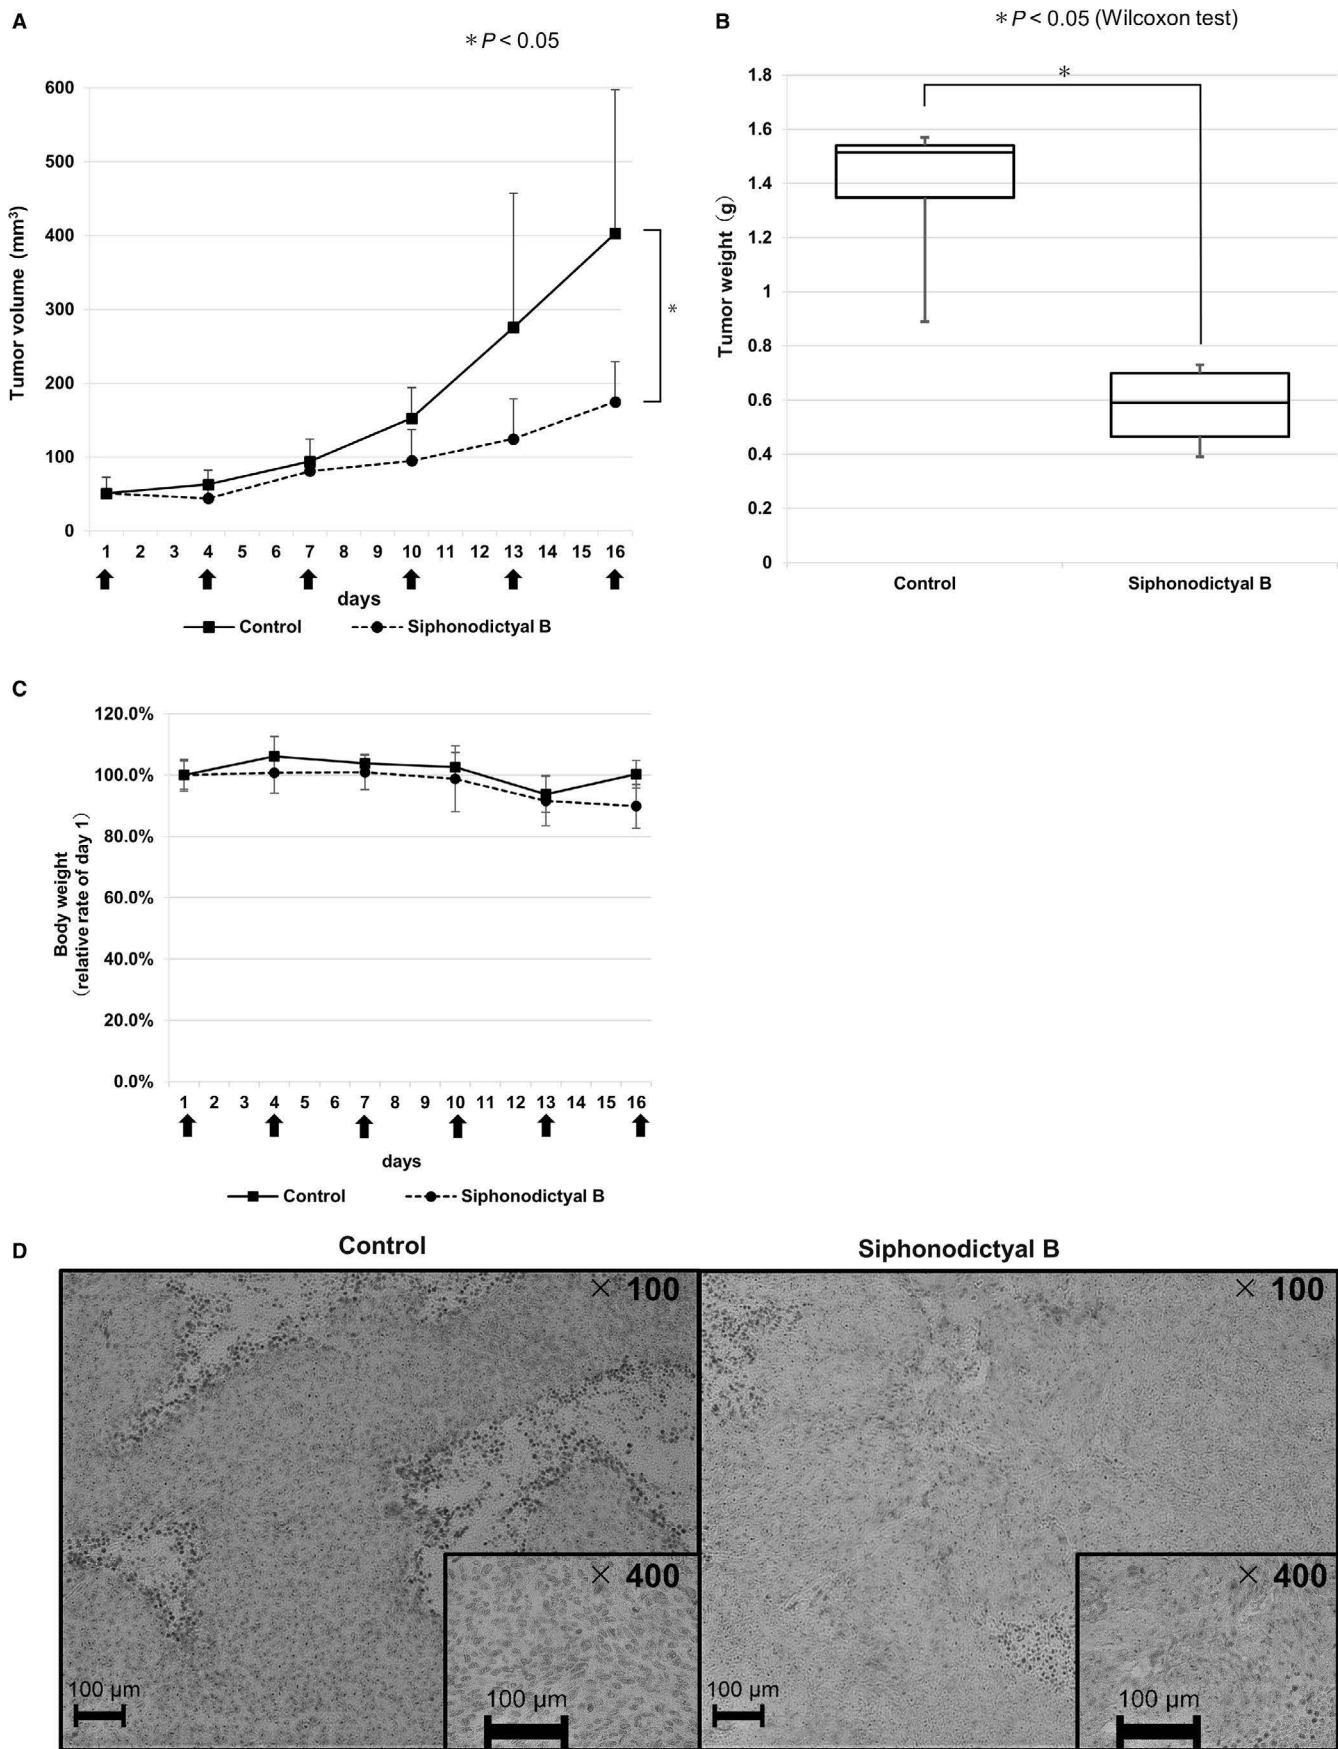 A
* P < 0.05
600
500
400
300
200
100
0
Tumor volume (mm³)
*
1 2 3 4 5 6 7 8 9 10 11 12 13 14 15 16
days
Control Siphonodictyal B
B
* P < 0.05 (Wilcoxon test)
*
1.8
1.6
1.4
1.2
1
0.8
0.6
0.4
0.2
0
Tumor weight (g)
Control Siphonodictyal B
C
120.0%
100.0%
80.0%
60.0%
40.0%
20.0%
0.0%
Body weight
(relative rate of day 1)
1 2 3 4 5 6 7 8 9 10 11 12 13 14 15 16
days
Control Siphonodictyal B
D
Control
× 100
× 400
100 μm
100 μm
Siphonodictyal B
× 100
× 400
100 μm
100 μm